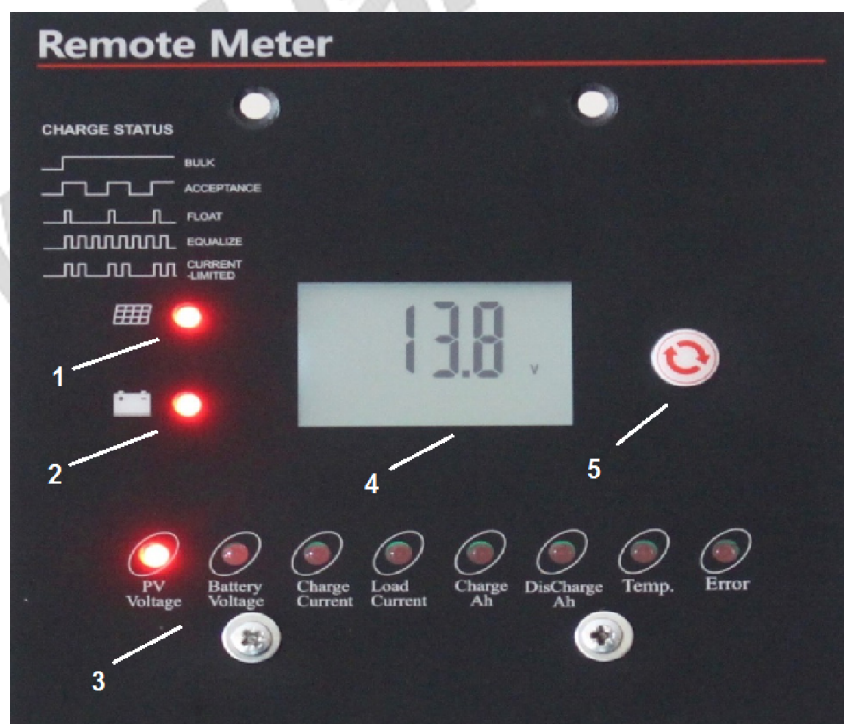 Remote Meter
CHARGE STATUS
BULK
ACCEPTANCE
FLOAT
EQUALIZE
CURRENT
-LIMITED
13.8 v
1
2
4
5
PV
Voltage
Battery
Voltage
Charge
Current
Load
Current
Charge
Ah
DisCharge
Ah
Temp.
Error
3